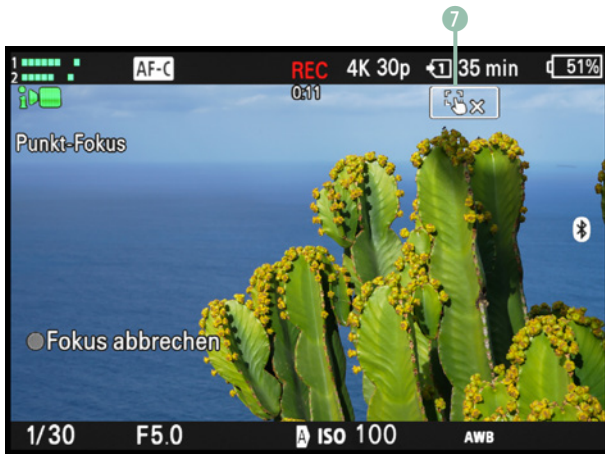 7
1 AF-C REC 4K 30p 1 35 min 51%
2 0:11
i
Punkt-Fokus
Fokus abbrechen
1/30 F5.0 A ISO 100 AWB